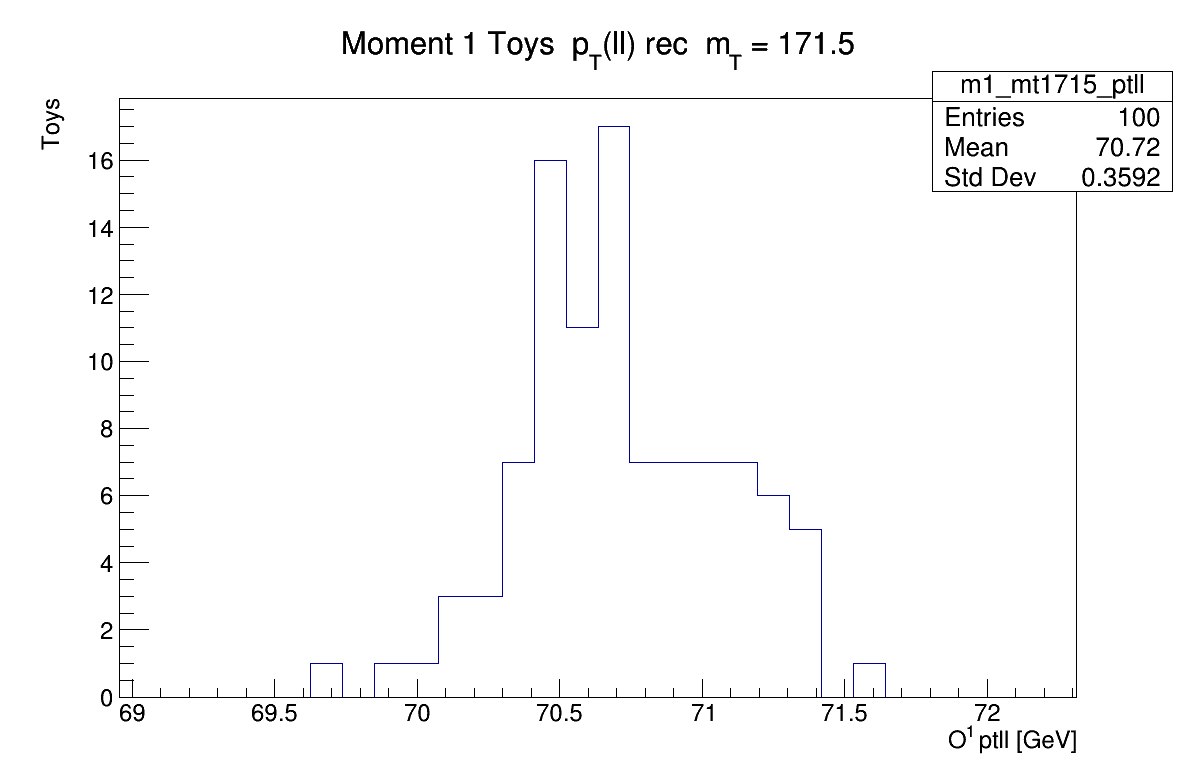 Moment 1 Toys p_T(ll) rec m_T = 171.5
m1_mt1715_ptll
Entries 100
Mean 70.72
Std Dev 0.3592
Toys
16
14
12
10
8
6
4
2
0
69 69.5 70 70.5 71 71.5 72
O^1 ptll [GeV]